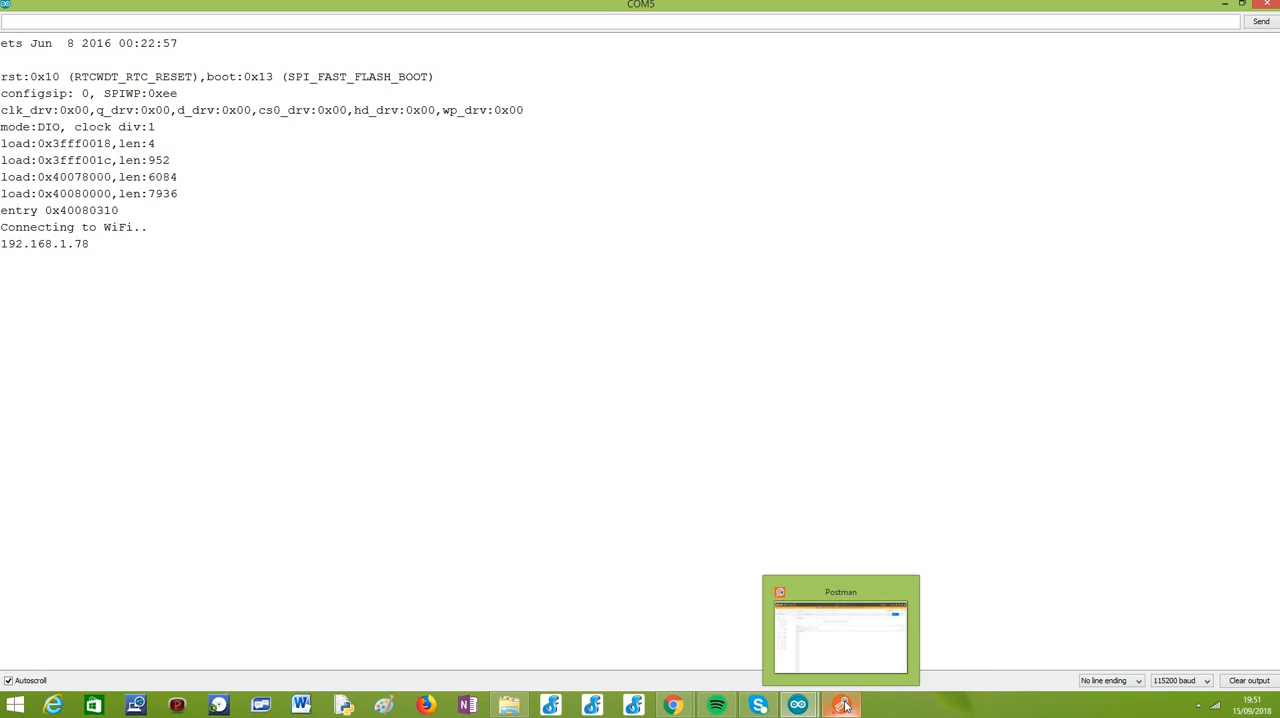 COM5
Send
ets Jun  8 2016 00:22:57
rst:0x10 (RTCWDT_RTC_RESET),boot:0x13 (SPI_FAST_FLASH_BOOT)
configsip: 0, SPIWP:0xee
clk_drv:0x00,q_drv:0x00,d_drv:0x00,cs0_drv:0x00,hd_drv:0x00,wp_drv:0x00
mode:DIO, clock div:1
load:0x3fff0018,len:4
load:0x3fff001c,len:952
load:0x40078000,len:6084
load:0x40080000,len:7936
entry 0x40080310
Connecting to WiFi..
192.168.1.78
Postman
Autoscroll
No line ending
115200 baud
Clear output
19:51
15/09/2018